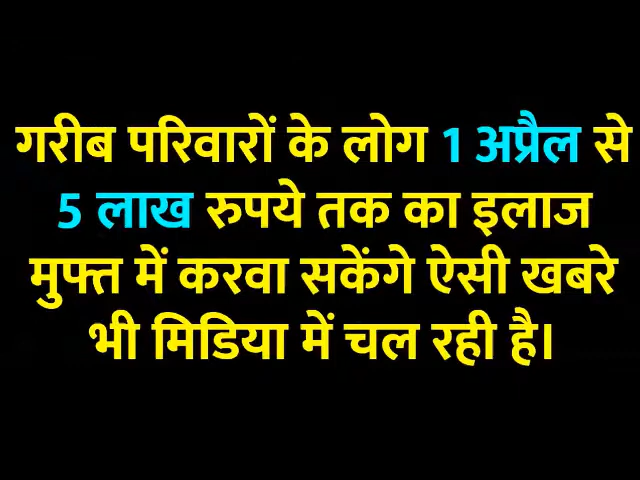 गरीब परिवारों के लोग 1 अप्रैल से
5 लाख रुपये तक का इलाज
मुफ्त में करवा सकेंगे ऐसी खबरे
भी मिडिया में चल रही है।